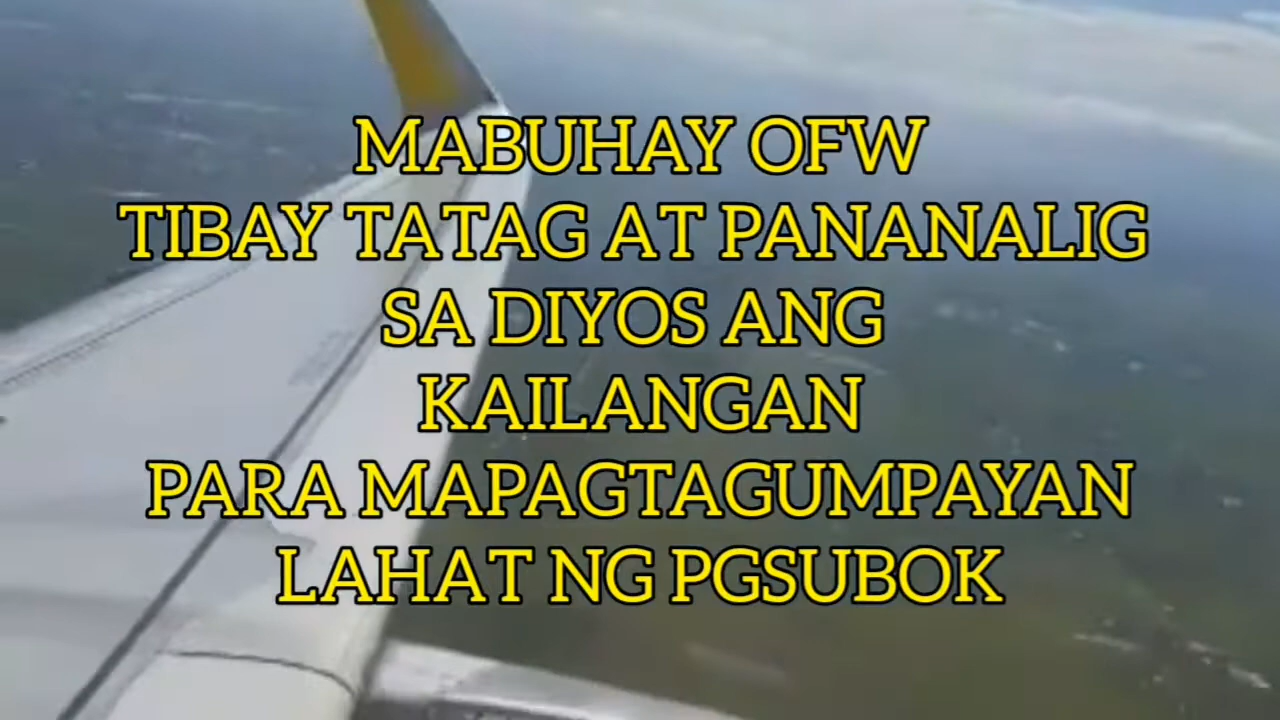 MABUHAY OFW
TIBAY TATAG AT PANANALIG
SA DIYOS ANG
KAILANGAN
PARA MAPAGTAGUMPAYAN
LAHAT NG PGSUBOK